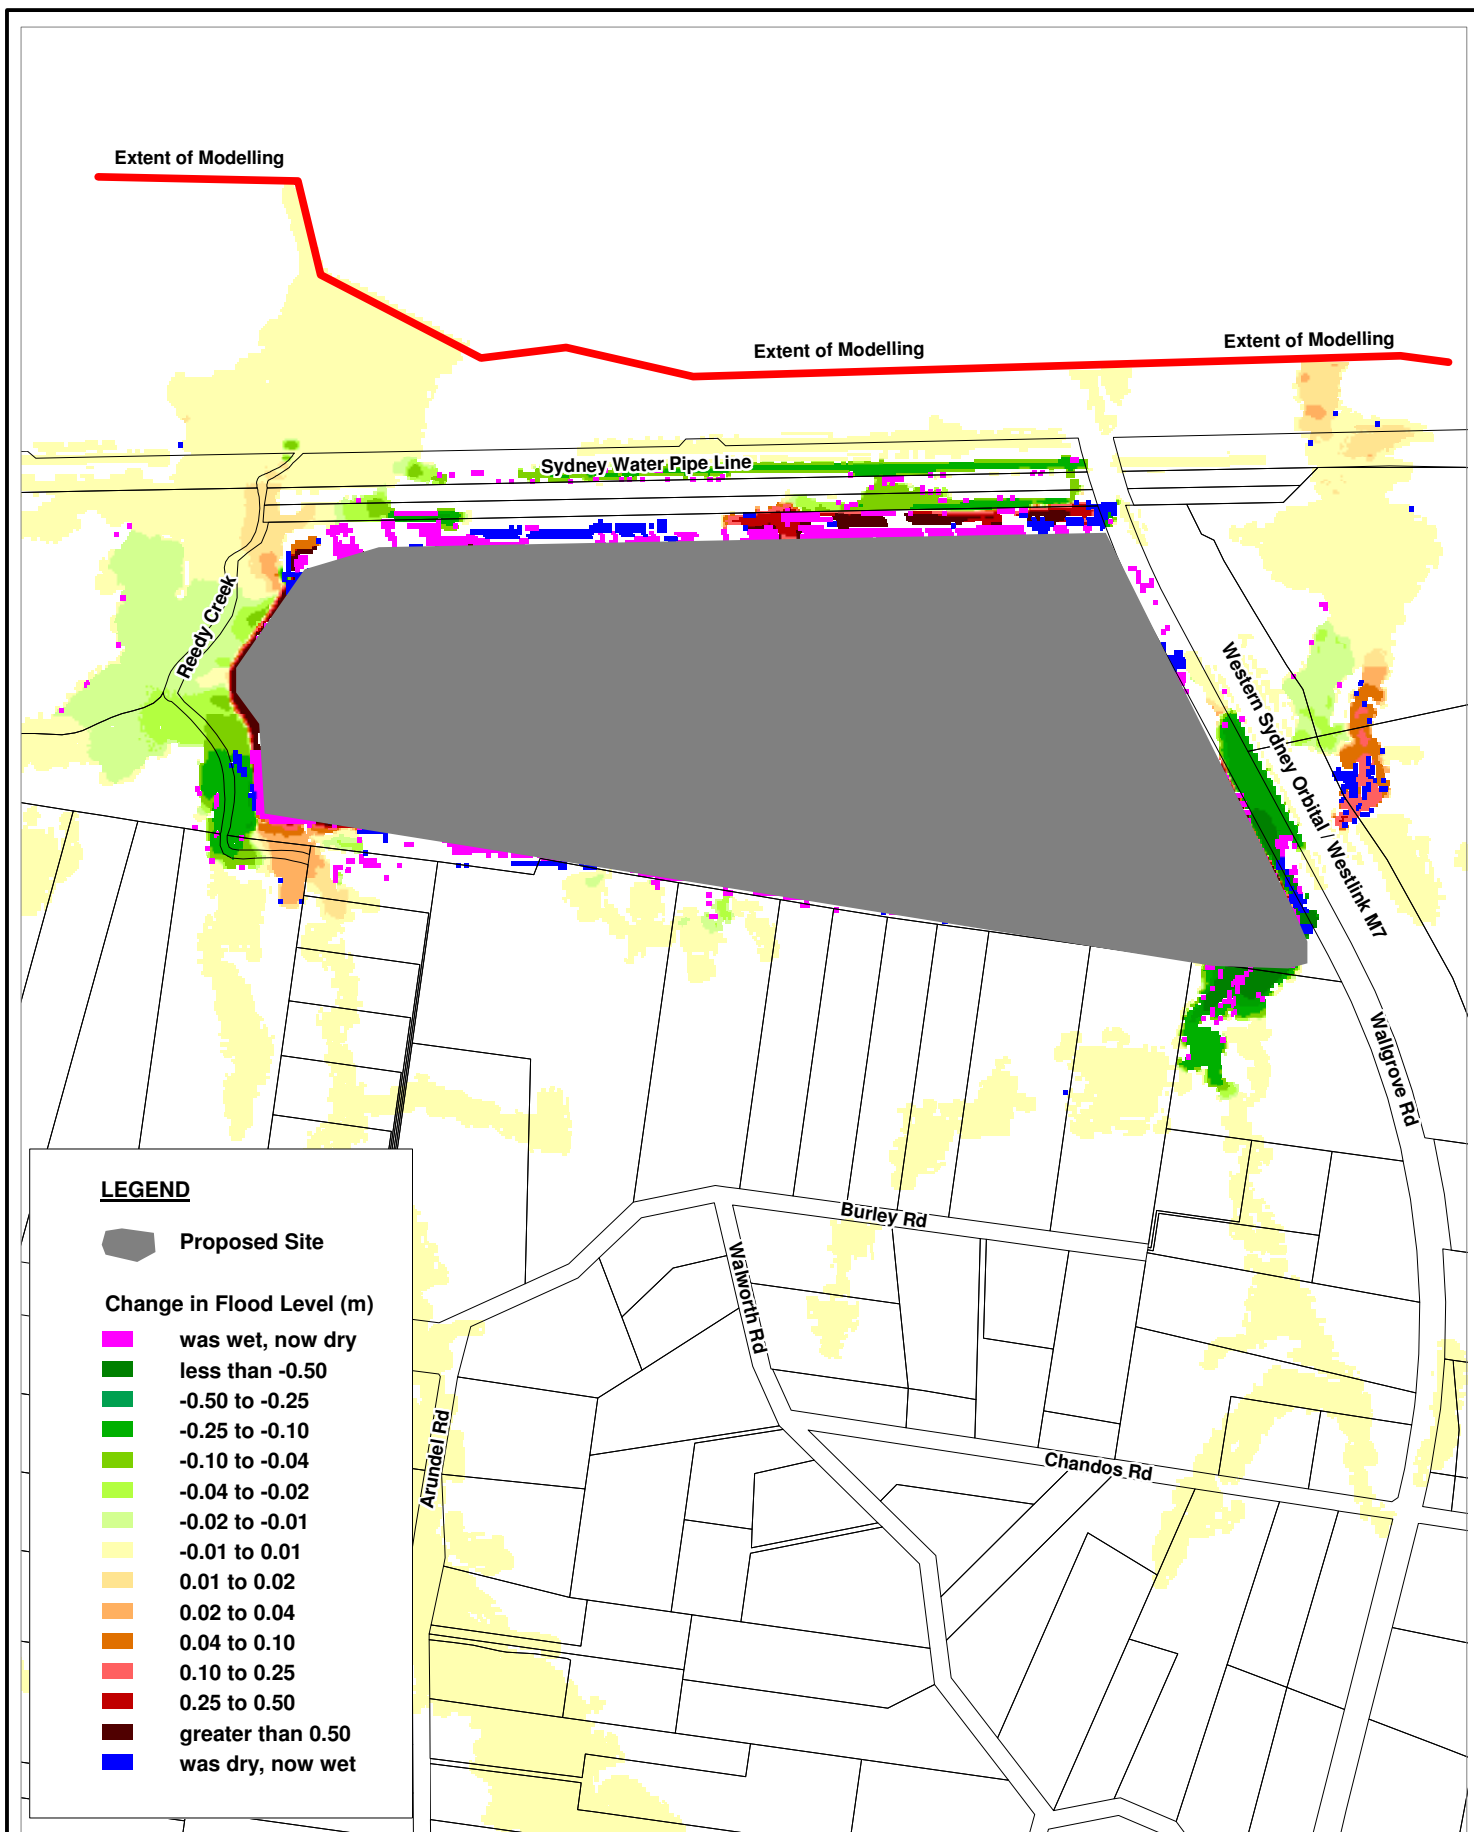 Extent of Modelling
Extent of Modelling
Extent of Modelling
Sydney Water Pipe Line
Reedy Creek
Western Sydney Orbital / Westlink M7
Wallgrove Rd
Burley Rd
Walworth Rd
Arundel Rd
Chandos Rd
LEGEND
Proposed Site
Change in Flood Level (m)
was wet, now dry
less than -0.50
-0.50 to -0.25
-0.25 to -0.10
-0.10 to -0.04
-0.04 to -0.02
-0.02 to -0.01
-0.01 to 0.01
0.01 to 0.02
0.02 to 0.04
0.04 to 0.10
0.10 to 0.25
0.25 to 0.50
greater than 0.50
was dry, now wet